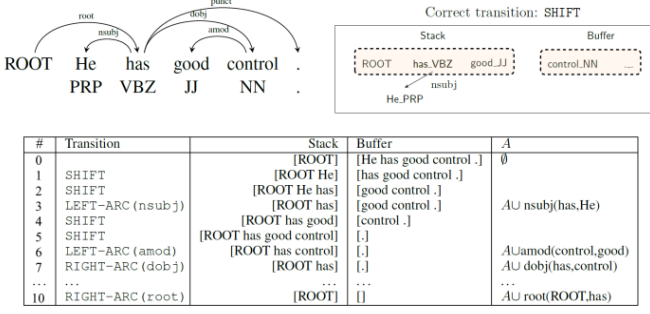 punct
root
dobj
nsubj
amod
ROOT He has good control .
PRP VBZ JJ NN .
Correct transition: SHIFT
Stack
Buffer
ROOT has_VBZ good_JJ
control_NN ._.
nsubj
He_PRP
# Transition Stack Buffer A
0 [ROOT] [He has good control .] ∅
1 SHIFT [ROOT He] [has good control .]
2 SHIFT [ROOT He has] [good control .]
3 LEFT-ARC(nsubj) [ROOT has] [good control .] A∪ nsubj(has,He)
4 SHIFT [ROOT has good] [control .]
5 SHIFT [ROOT has good control] [.]
6 LEFT-ARC(amod) [ROOT has control] [.] A∪amod(control,good)
7 RIGHT-ARC(dobj) [ROOT has] [.] A∪ dobj(has,control)
... ... ... ... ...
10 RIGHT-ARC(root) [ROOT] [] A∪ root(ROOT,has)